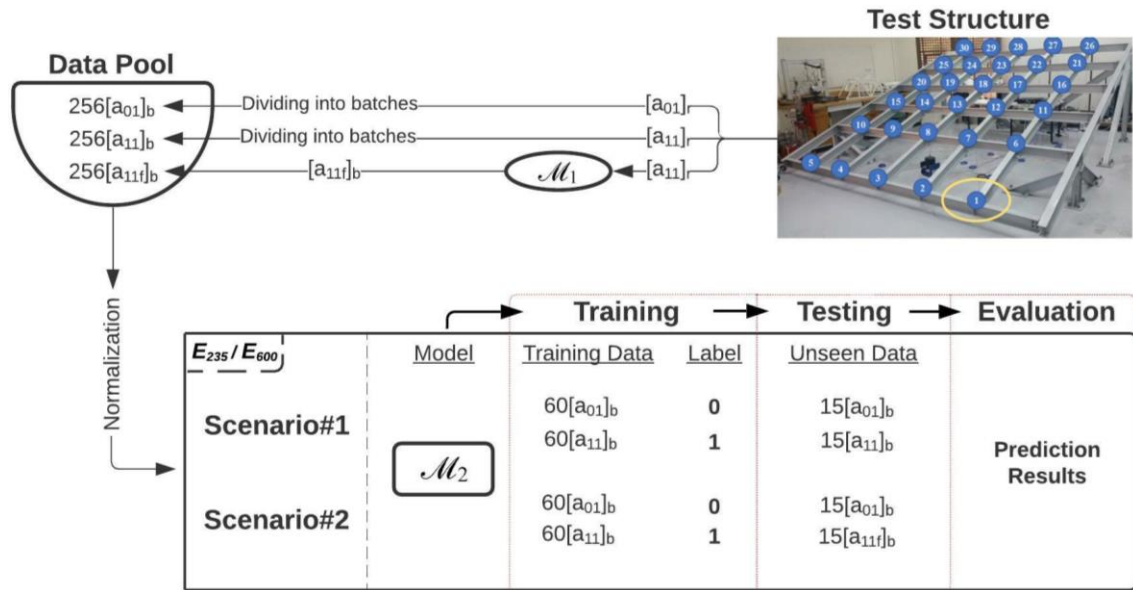 Test Structure
30 29 28 27 26
25 24 23 22 21
20 19 18 17 16
15 14 13 12 11
10 9 8 7 6
5 4 3 2 1
Data Pool
256[a₀₁]b Dividing into batches [a₀₁]r
256[a₁₁]b Dividing into batches [a₁₁]r
256[a₁₁f]b [a₁₁f]b ℳ₁ [a₁₁]r
Normalization
Training Testing Evaluation
E₂₃₅ / E₆₀₀ Model Training Data Label Unseen Data
Scenario#1
60[a₀₁]b 0 15[a₀₁]b
60[a₁₁]b 1 15[a₁₁]b
ℳ₂
Prediction
Results
Scenario#2
60[a₀₁]b 0 15[a₀₁]b
60[a₁₁]b 1 15[a₁₁f]b